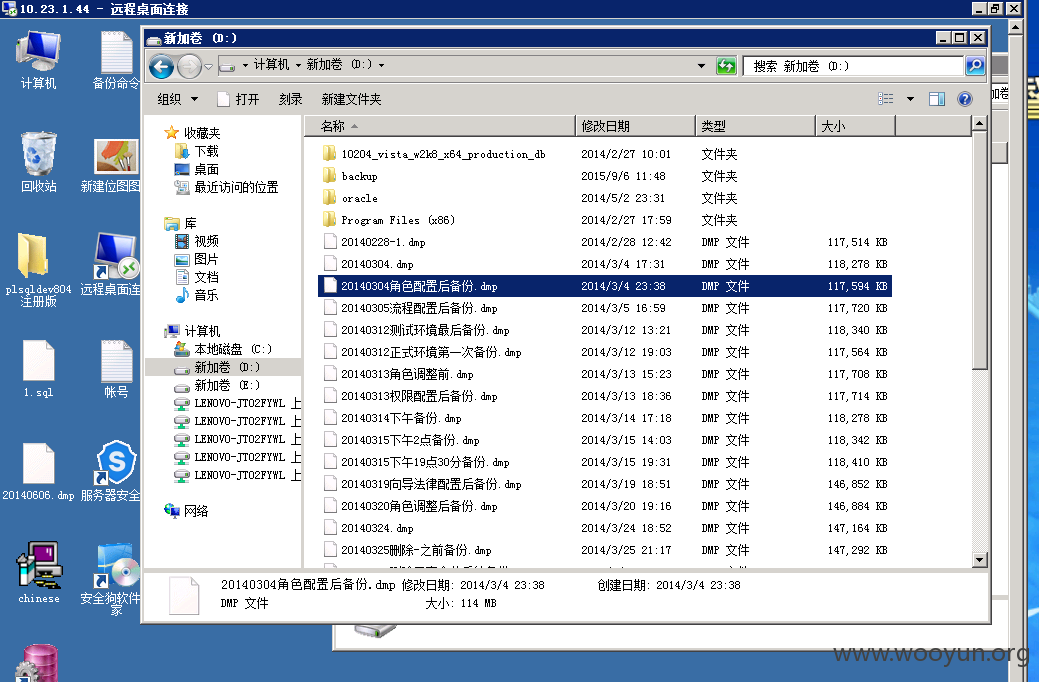 10.23.1.44 - 远程桌面连接
计算机
备份命令
回收站
新建位图图
plsqldev804
注册版
远程桌面连
1.sql
帐号
20140606.dmp
服务器安全
chinese
安全狗软件
家
新加卷 (D:)
计算机
新加卷 (D:)
搜索 新加卷 (D:)
组织
打开
刻录
新建文件夹
加卷
收藏夹
下载
桌面
最近访问的位置
库
视频
图片
文档
音乐
计算机
本地磁盘 (C:)
新加卷 (D:)
新加卷 (E:)
LENOVO-JT02FYWL 上
LENOVO-JT02FYWL 上
LENOVO-JT02FYWL 上
LENOVO-JT02FYWL 上
LENOVO-JT02FYWL 上
网络
名称 修改日期 类型 大小
10204_vista_w2k8_x64_production_db 2014/2/27 10:01 文件夹
backup 2015/9/6 11:48 文件夹
oracle 2014/5/2 23:31 文件夹
Program Files (x86) 2014/2/27 17:59 文件夹
20140228-1.dmp 2014/2/28 12:42 DMP 文件 117,514 KB
20140304.dmp 2014/3/4 17:31 DMP 文件 118,278 KB
20140304角色配置后备份.dmp 2014/3/4 23:38 DMP 文件 117,594 KB
20140305流程配置后备份.dmp 2014/3/5 16:59 DMP 文件 117,720 KB
20140312测试环境最后备份.dmp 2014/3/12 13:21 DMP 文件 118,340 KB
20140312正式环境第一次备份.dmp 2014/3/12 19:03 DMP 文件 117,564 KB
20140313角色调整前.dmp 2014/3/13 15:23 DMP 文件 117,708 KB
20140313权限配置后备份.dmp 2014/3/13 18:36 DMP 文件 117,714 KB
20140314下午备份.dmp 2014/3/14 17:18 DMP 文件 118,278 KB
20140315下午2点备份.dmp 2014/3/15 14:03 DMP 文件 118,342 KB
20140315下午19点30分备份.dmp 2014/3/15 19:31 DMP 文件 118,410 KB
20140319向导法律配置后备份.dmp 2014/3/19 18:51 DMP 文件 146,852 KB
20140320角色调整后备份.dmp 2014/3/20 19:16 DMP 文件 146,884 KB
20140324.dmp 2014/3/24 18:52 DMP 文件 147,164 KB
20140325删除-之前备份.dmp 2014/3/25 21:17 DMP 文件 147,292 KB
20140304角色配置后备份.dmp 修改日期: 2014/3/4 23:38 创建日期: 2014/3/4 23:38
DMP 文件 大小: 114 MB
www.wooyun.org